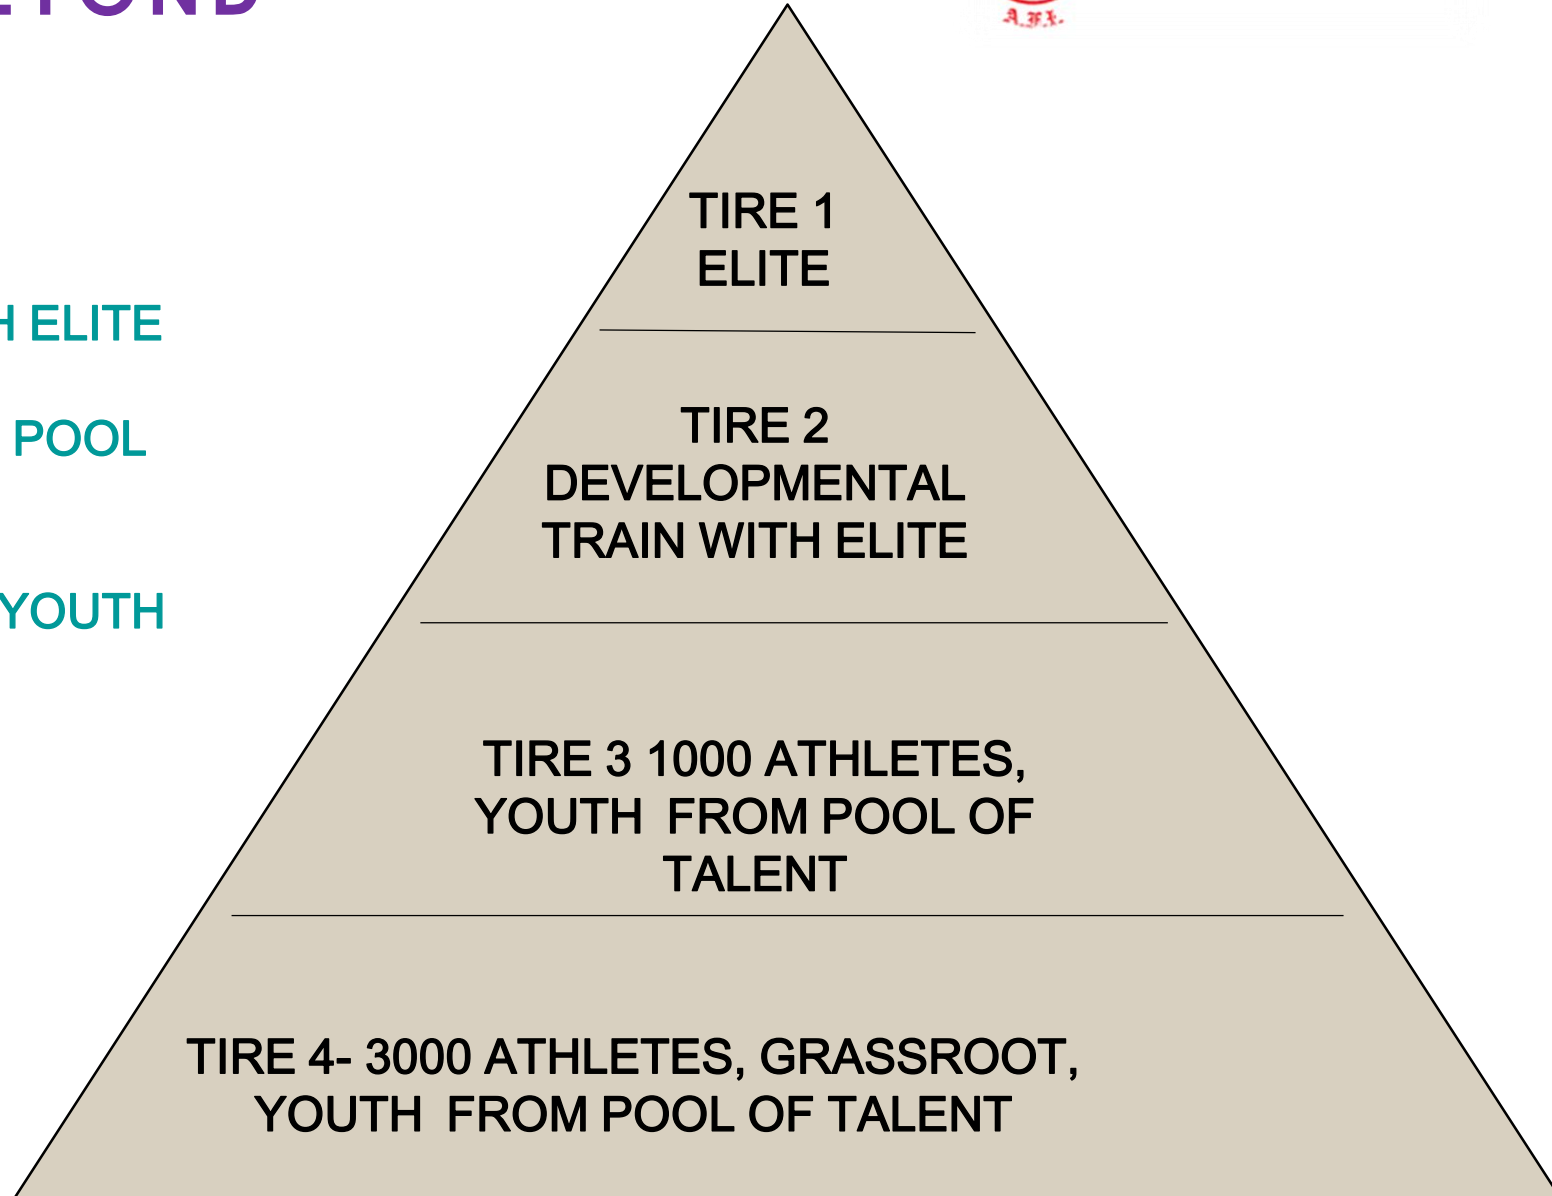 EYOND
A.F.I.
TIRE 1
ELITE
H ELITE
TIRE 2
POOL
DEVELOPMENTAL
TRAIN WITH ELITE
YOUTH
TIRE 3 1000 ATHLETES,
YOUTH FROM POOL OF
TALENT
TIRE 4- 3000 ATHLETES, GRASSROOT,
YOUTH FROM POOL OF TALENT